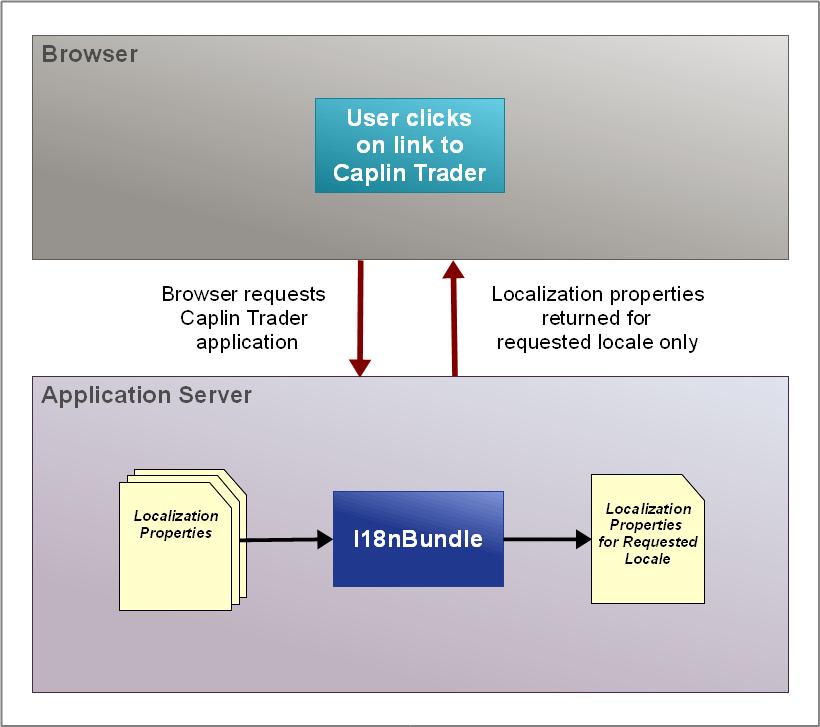 Browser
User clicks
on link to
Caplin Trader
Browser requests
Caplin Trader
application
Localization properties
returned for
requested locale only
Application Server
Localization
Properties
I18nBundle
Localization
Properties
for Requested
Locale